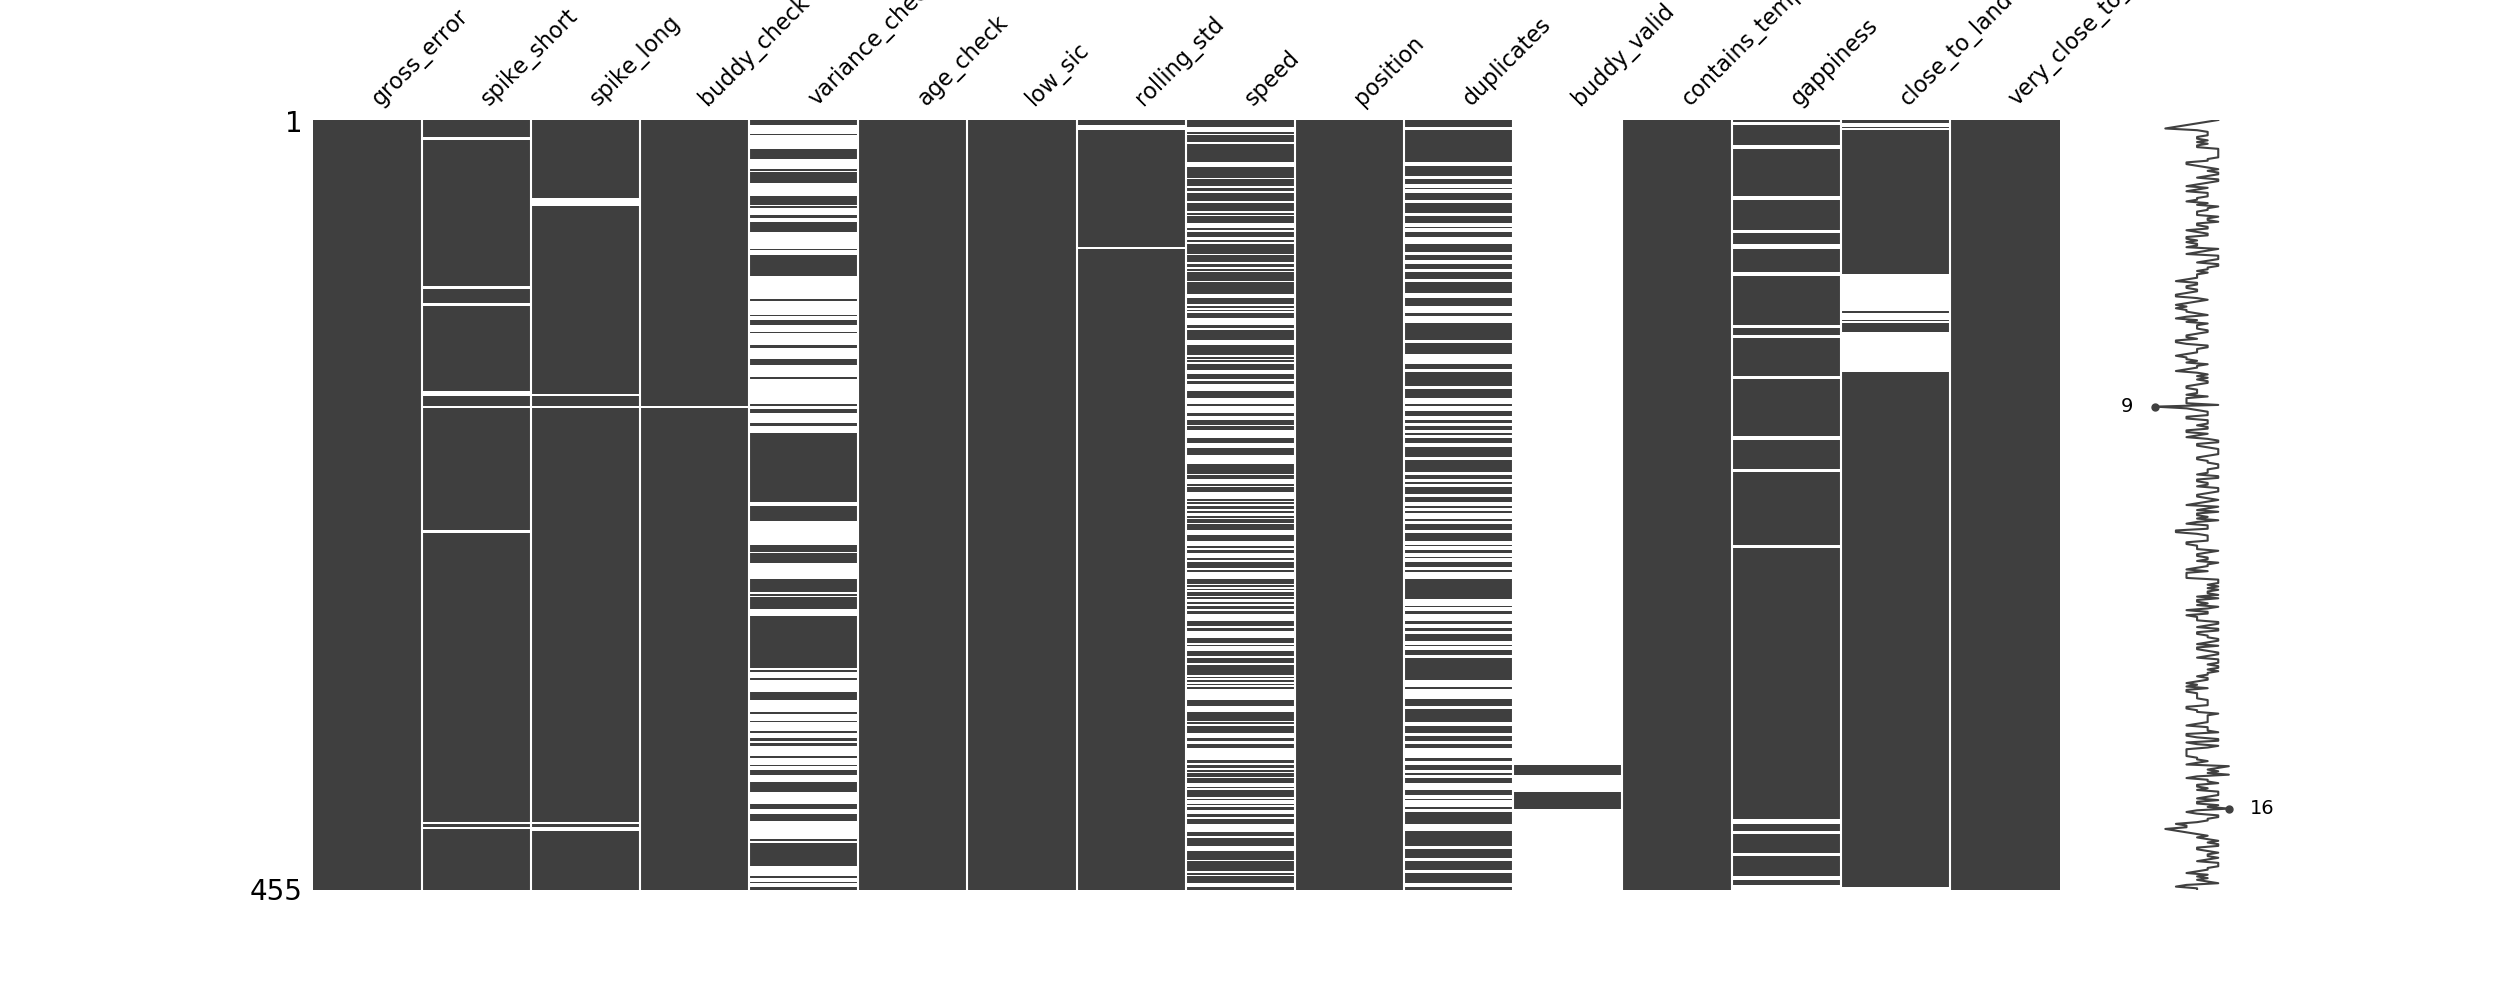 gross_error
spike_short
spike_long
buddy_check
age_check
low_sic
rolling_std
speed
position
duplicates
buddy_valid
gappiness
close_to_land
1
9
16
455